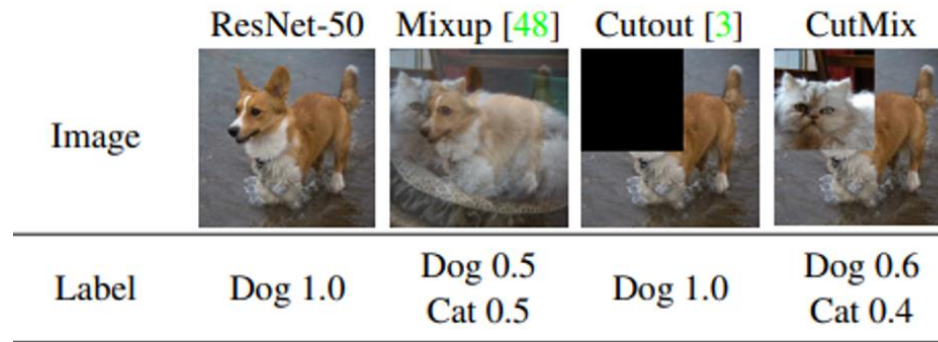 ResNet-50 Mixup [48] Cutout [3] CutMix
Image
Label Dog 1.0 Dog 0.5 Cat 0.5 Dog 1.0 Dog 0.6 Cat 0.4